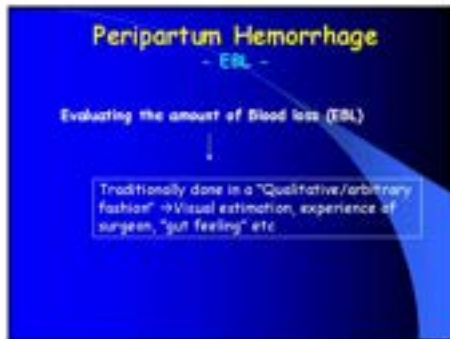 Peripartum Hemorrhage
- EBL -
Evaluating the amount of Blood loss (EBL)
Traditionally done in a "Qualitative/arbitrary
fashion" →Visual estimation, experience of
surgeon, "gut feeling" etc